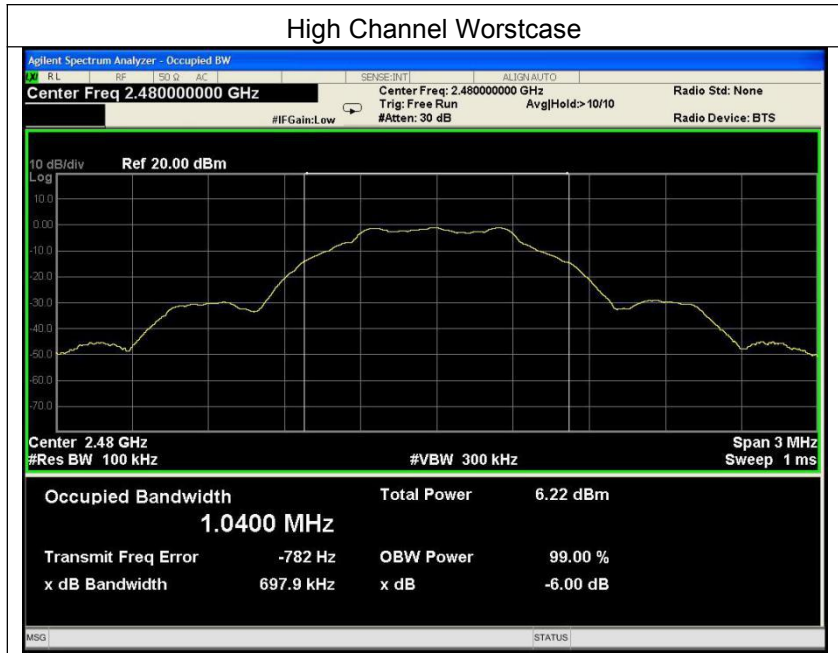 High Channel Worstcase
Agilent Spectrum Analyzer - Occupied BW
LXI RL RF 50 Ω AC SENSE:INT ALIGN AUTO
Center Freq 2.480000000 GHz Center Freq: 2.480000000 GHz Radio Std: None
Trig: Free Run Avg|Hold:> 10/10
#IFGain:Low #Atten: 30 dB Radio Device: BTS
10 dB/div Ref 20.00 dBm
Log
10.0
0.00
-10.0
-20.0
-30.0
-40.0
-50.0
-60.0
-70.0
Center 2.48 GHz Span 3 MHz
#Res BW 100 kHz #VBW 300 kHz Sweep 1 ms
Occupied Bandwidth Total Power 6.22 dBm
1.0400 MHz
Transmit Freq Error -782 Hz OBW Power 99.00 %
x dB Bandwidth 697.9 kHz x dB -6.00 dB
MSG STATUS